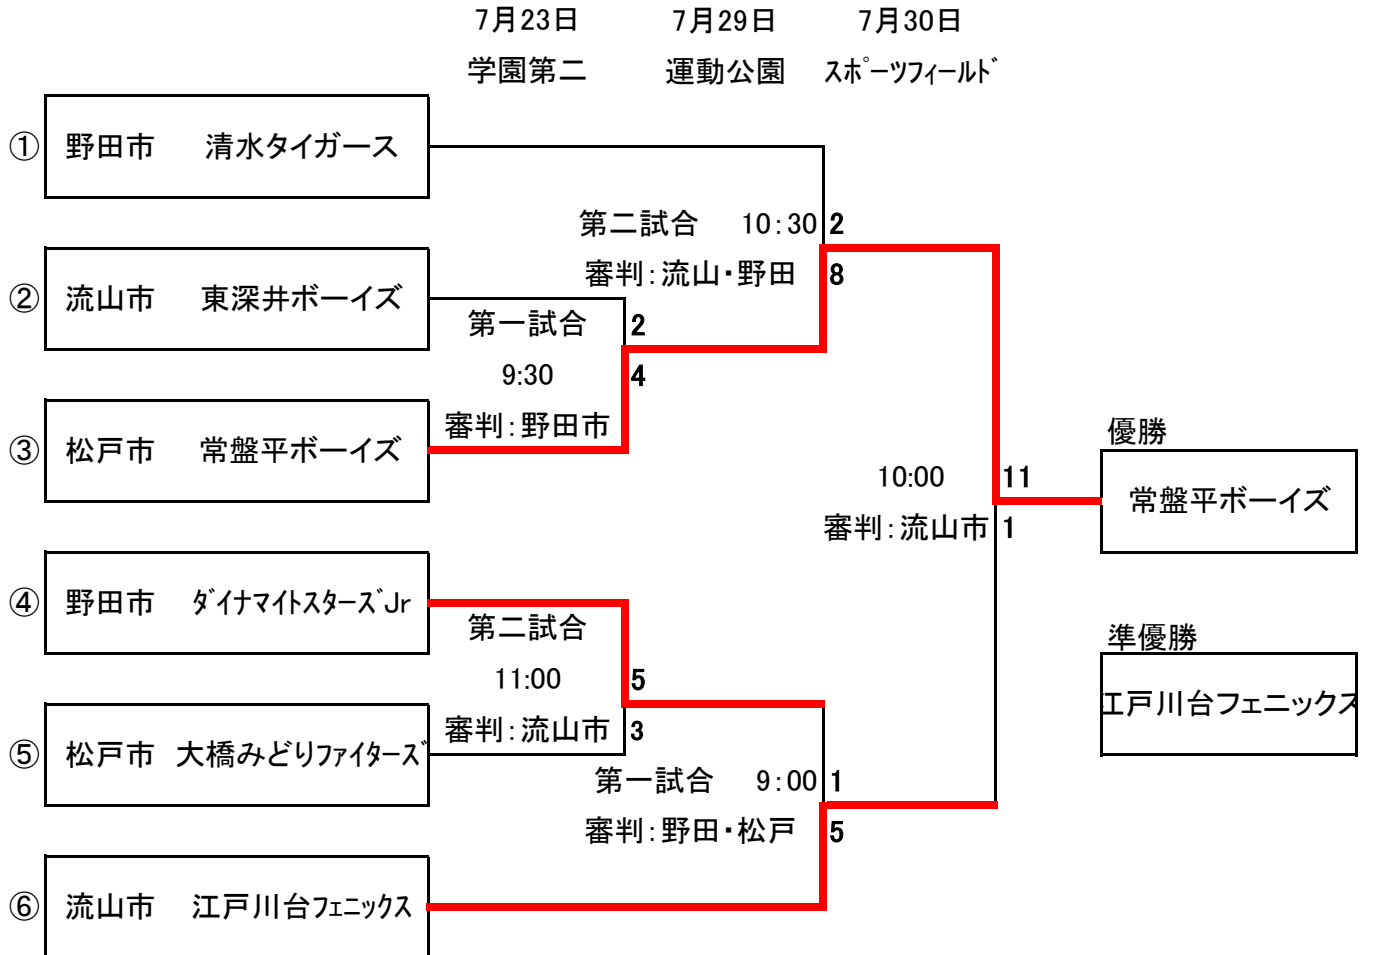 7月23日 7月29日 7月30日
学園第二 運動公園 ｽﾎﾟｰﾂﾌｨｰﾙﾄﾞ
① 野田市 清水タイガース
第二試合 10:30 2
審判:流山・野田 8
② 流山市 東深井ボーイズ
第一試合 2
9:30 4
審判:野田市
③ 松戸市 常盤平ボーイズ
優勝
10:00 11
常盤平ボーイズ
審判:流山市 1
④ 野田市 ﾀﾞｲﾅﾏｲﾄｽﾀｰｽﾞJr
第二試合
準優勝
11:00 5
江戸川台フェニックス
審判:流山市 3
⑤ 松戸市 大橋みどりﾌｧｲﾀｰｽﾞ
第一試合 9:00 1
審判:野田・松戸 5
⑥ 流山市 江戸川台ﾌｪﾆｯｸｽ